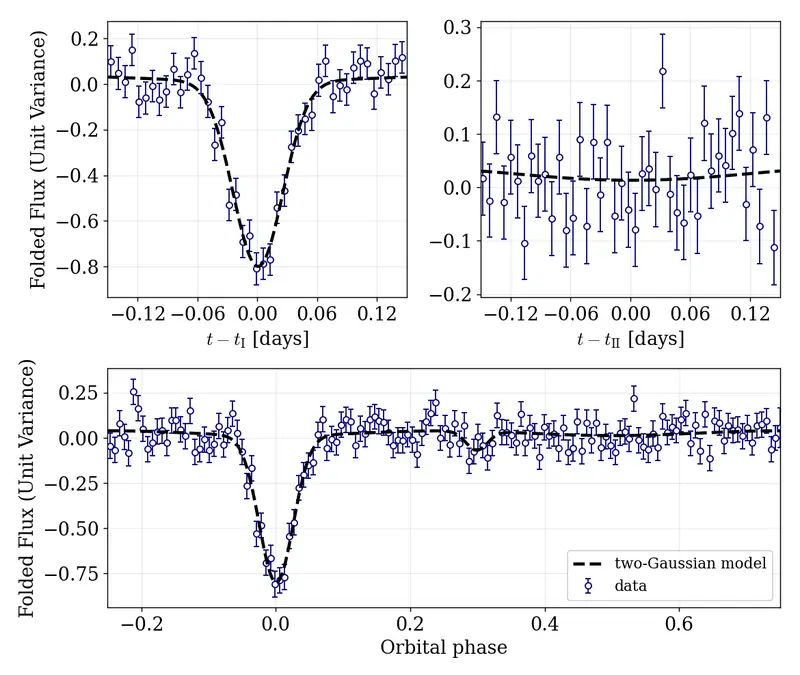 Folded Flux (Unit Variance)
0.2
0.0
−0.2
−0.4
−0.6
−0.8
−0.12 −0.06 0.00 0.06 0.12
t − tI [days]
0.3
0.2
0.1
0.0
−0.1
−0.2
−0.12 −0.06 0.00 0.06 0.12
t − tII [days]
Folded Flux (Unit Variance)
0.25
0.00
−0.25
−0.50
−0.75
two-Gaussian model
data
−0.2 0.0 0.2 0.4 0.6
Orbital phase